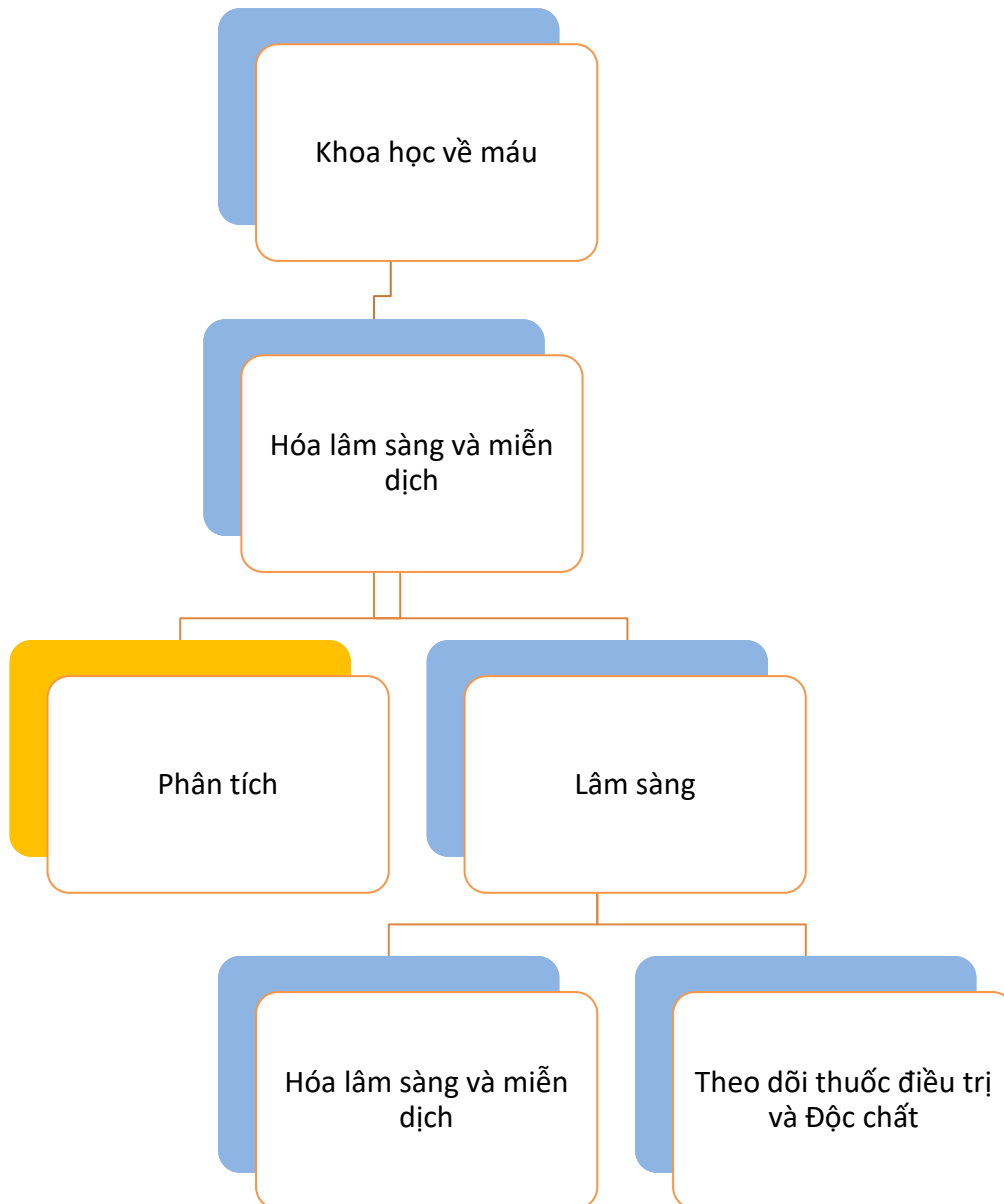 Khoa học về máu
Hóa lâm sàng và miễn
dịch
Phân tích
Lâm sàng
Hóa lâm sàng và miễn
dịch
Theo dõi thuốc điều trị
và Độc chất